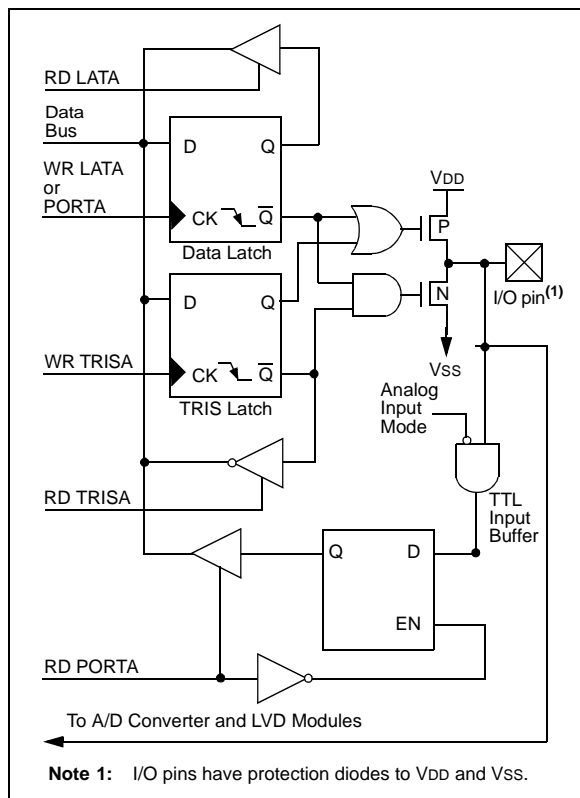 RD LATA
Data
Bus
WR LATA
or
PORTA
D Q
CK Q
Data Latch
D Q
CK Q
TRIS Latch
WR TRISA
RD TRISA
VDD
P
N
I/O pin(1)
VSS
Analog
Input
Mode
TTL
Input
Buffer
Q D
EN
RD PORTA
To A/D Converter and LVD Modules
Note 1: I/O pins have protection diodes to VDD and VSS.